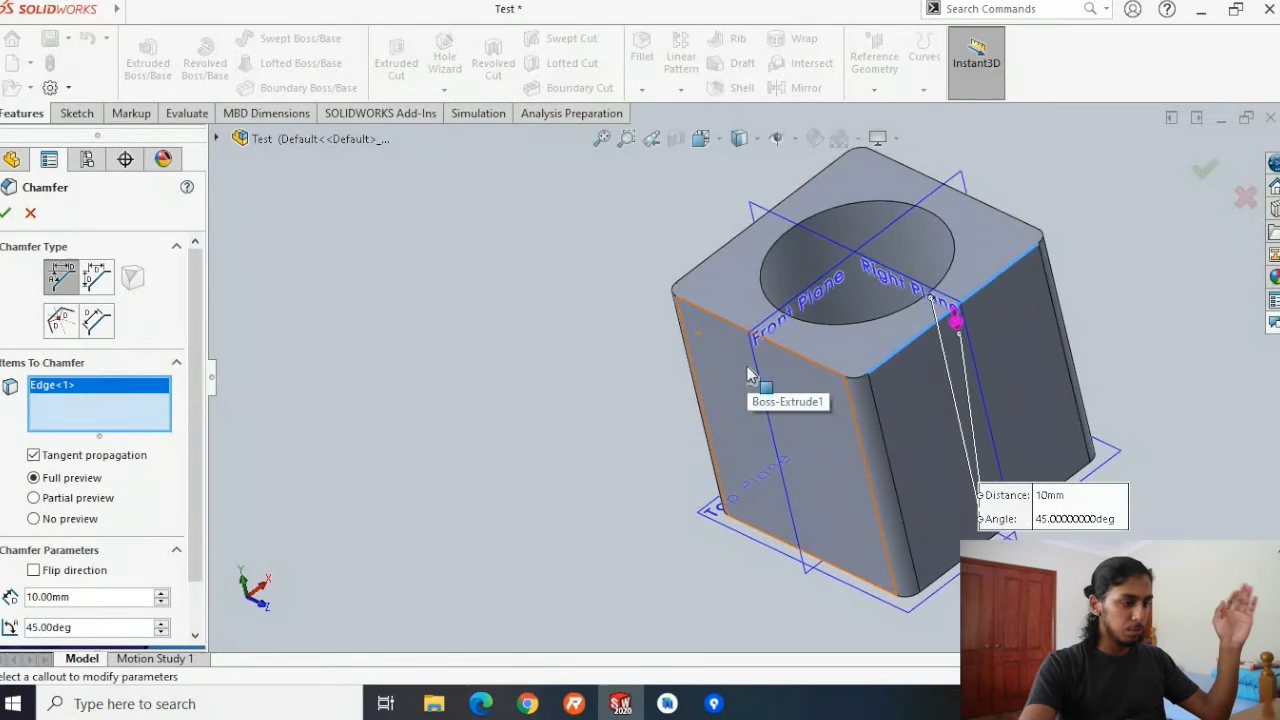 SOLIDWORKS
Test *
Search Commands
Extruded Boss/Base
Revolved Boss/Base
Swept Boss/Base
Lofted Boss/Base
Boundary Boss/Base
Extruded Cut
Hole Wizard
Revolved Cut
Swept Cut
Lofted Cut
Boundary Cut
Fillet
Linear Pattern
Rib
Draft
Shell
Wrap
Intersect
Mirror
Reference Geometry
Curves
Instant3D
Features
Sketch
Markup
Evaluate
MBD Dimensions
SOLIDWORKS Add-Ins
Simulation
Analysis Preparation
Test (Default<<Default>_...
Chamfer
Chamfer Type
Items To Chamfer
Edge<1>
Tangent propagation
Full preview
Partial preview
No preview
Chamfer Parameters
Flip direction
10.00mm
45.00deg
Front Plane
Right Plane
Top Plane
Boss-Extrude1
Distance: 10mm
Angle: 45.00000000deg
Y
X
Z
Model
Motion Study 1
elect a callout to modify parameters
Type here to search
SW
2020